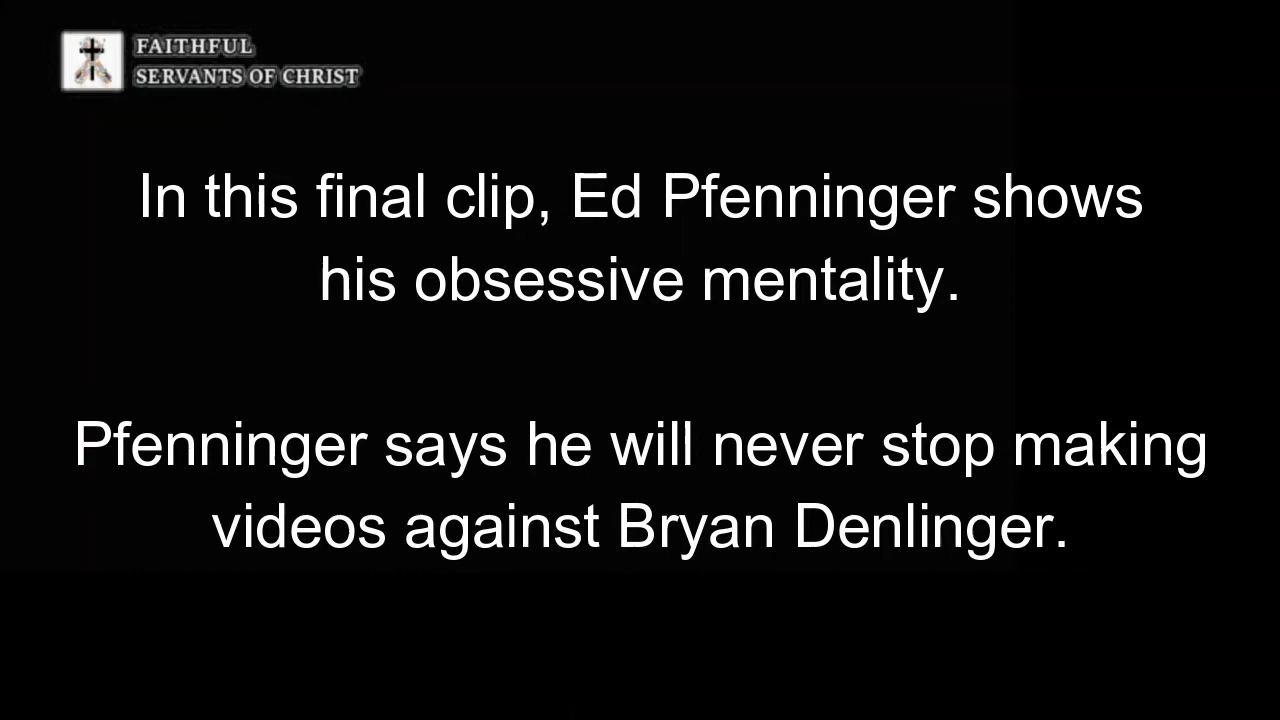 FAITHFUL
SERVANTS OF CHRIST
In this final clip, Ed Pfenninger shows
his obsessive mentality.
Pfenninger says he will never stop making
videos against Bryan Denlinger.